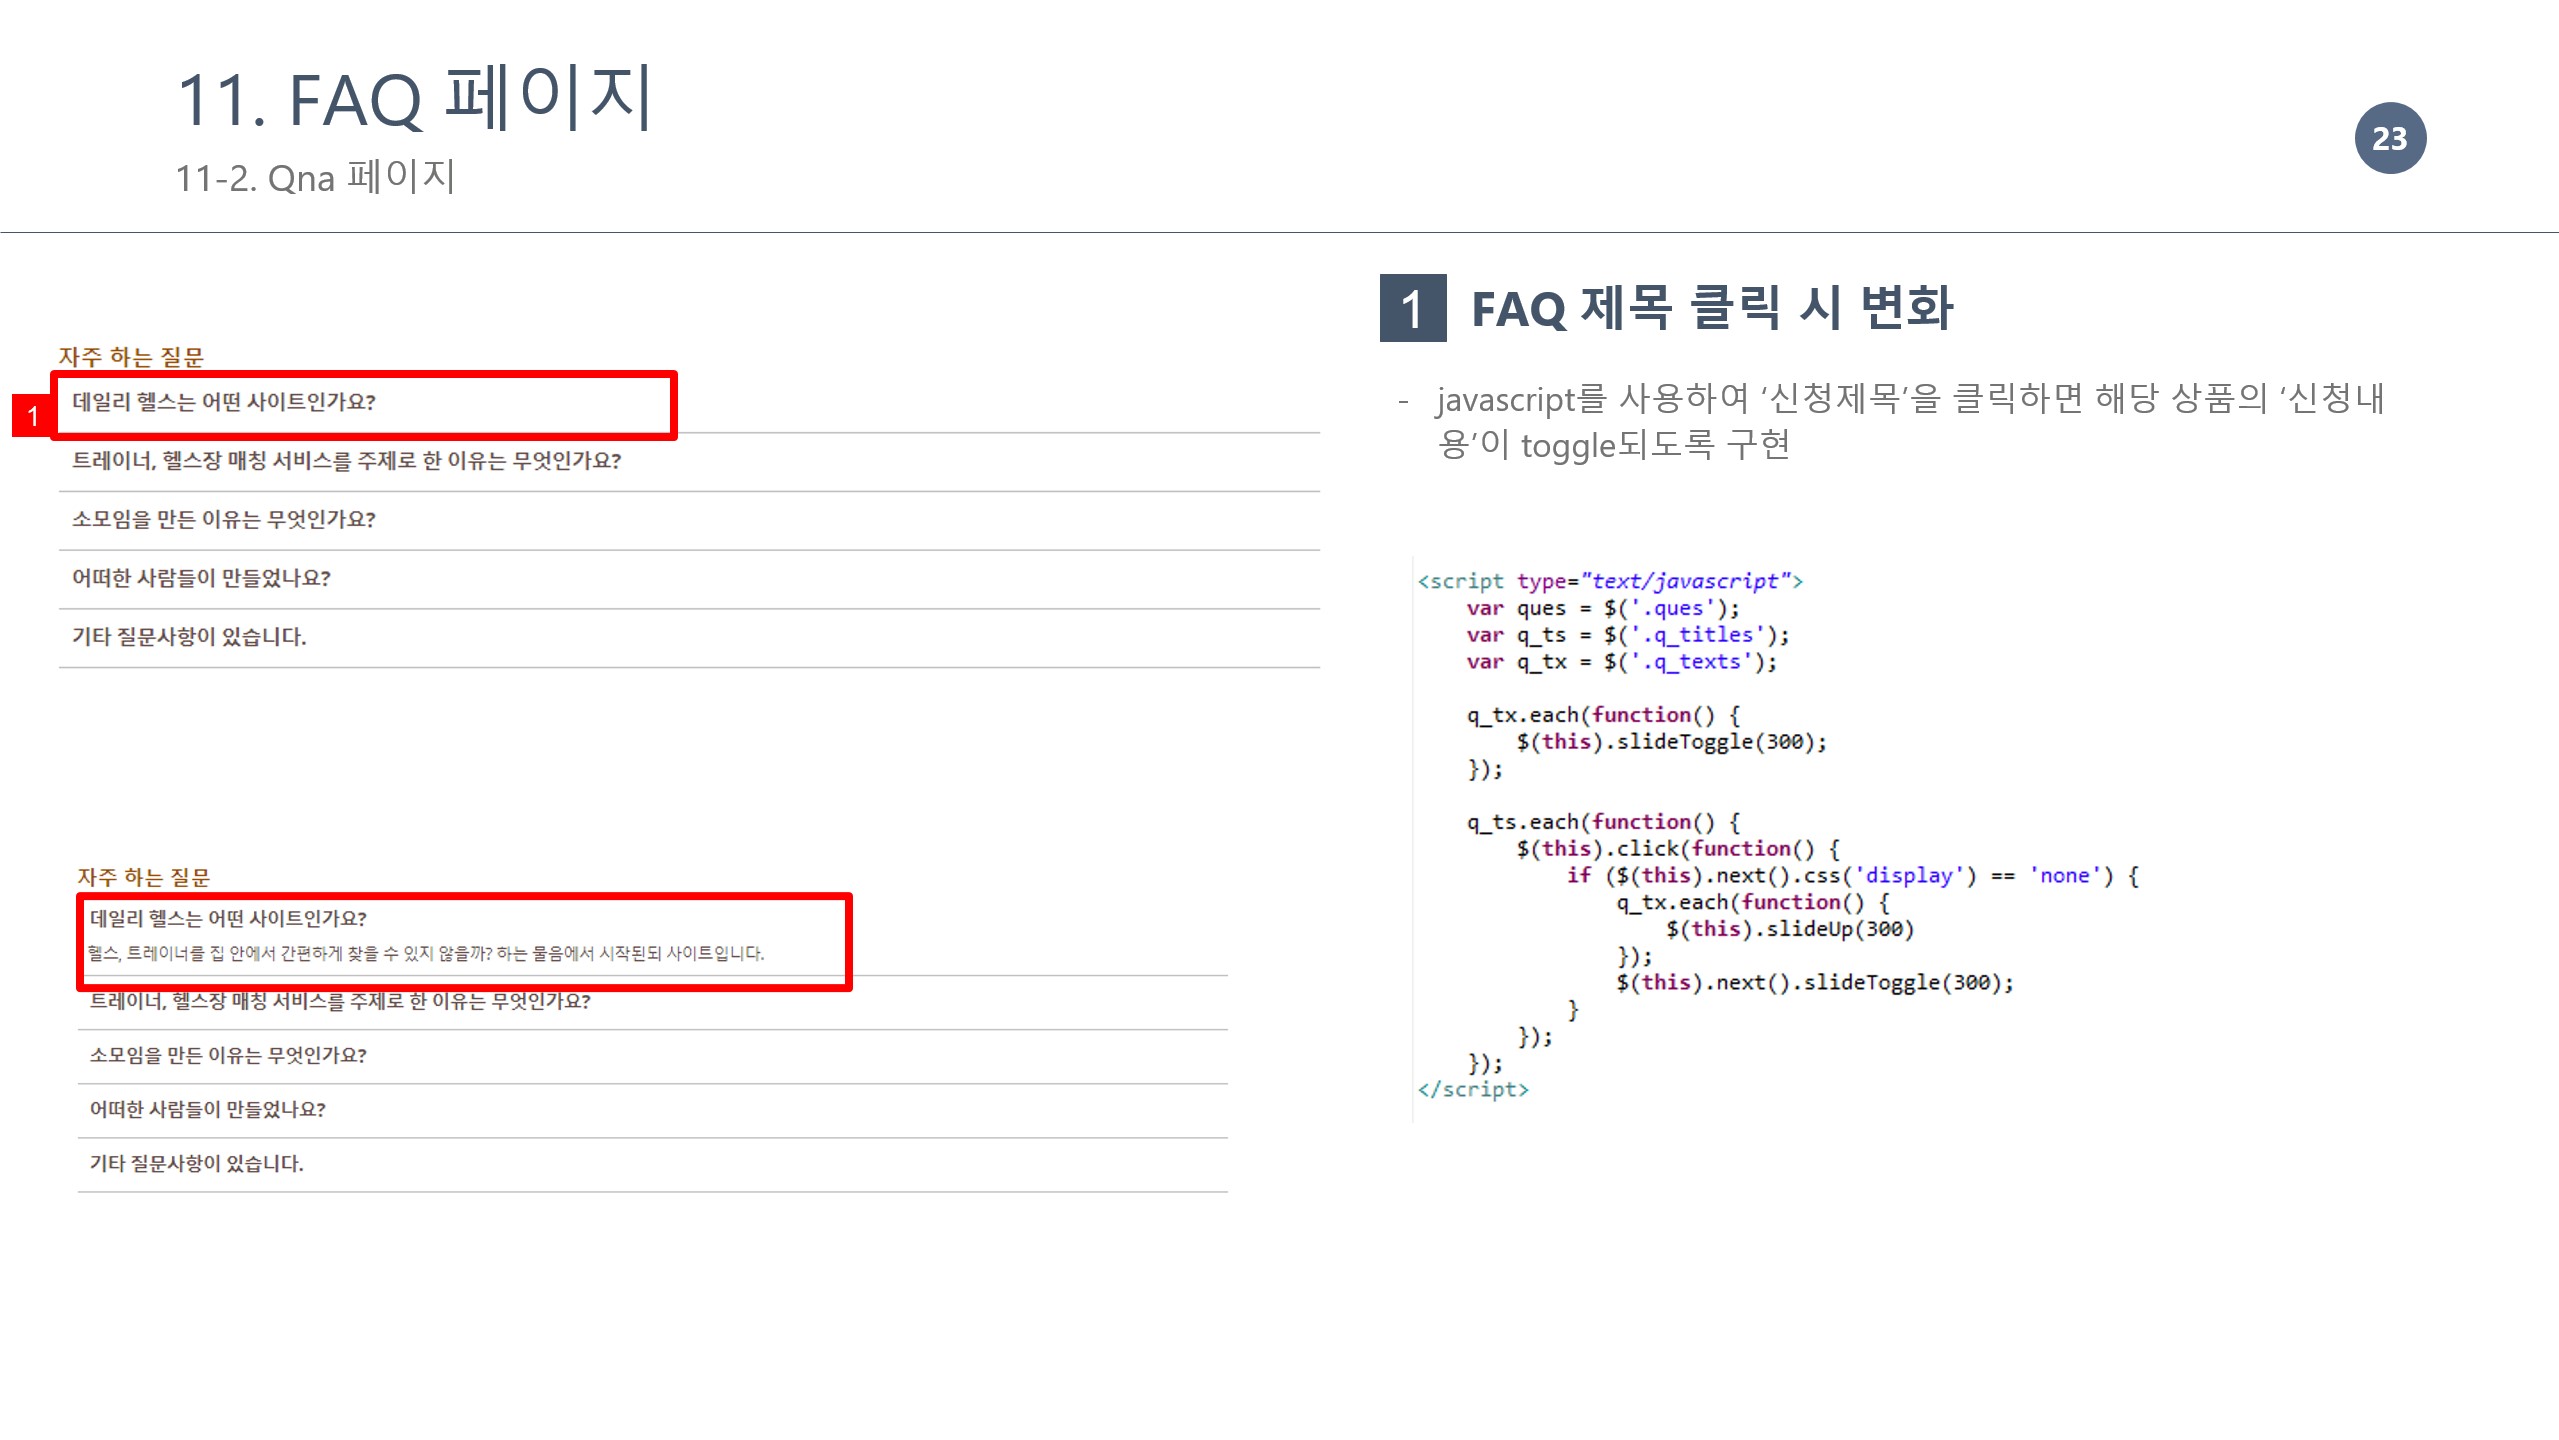 11. FAQ 페이지
11-2. Qna 페이지
23
자주 하는 질문
1
데일리 헬스는 어떤 사이트인가요?
트레이너, 헬스장 매칭 서비스를 주제로 한 이유는 무엇인가요?
소모임을 만든 이유는 무엇인가요?
어떠한 사람들이 만들었나요?
기타 질문사항이 있습니다.
자주 하는 질문
데일리 헬스는 어떤 사이트인가요?
헬스, 트레이너를 집 안에서 간편하게 찾을 수 있지 않을까? 하는 물음에서 시작된되 사이트입니다.
트레이너, 헬스장 매칭 서비스를 주제로 한 이유는 무엇인가요?
소모임을 만든 이유는 무엇인가요?
어떠한 사람들이 만들었나요?
기타 질문사항이 있습니다.
1 FAQ 제목 클릭 시 변화
- javascript를 사용하여 ‘신청제목’을 클릭하면 해당 상품의 ‘신청내
용’이 toggle되도록 구현
<script type="text/javascript">
var ques = $('.ques');
var q_ts = $('.q_titles');
var q_tx = $('.q_texts');
q_tx.each(function() {
$(this).slideToggle(300);
});
q_ts.each(function() {
$(this).click(function() {
if ($(this).next().css('display') == 'none') {
q_tx.each(function() {
$(this).slideUp(300)
});
$(this).next().slideToggle(300);
}
});
});
</script>